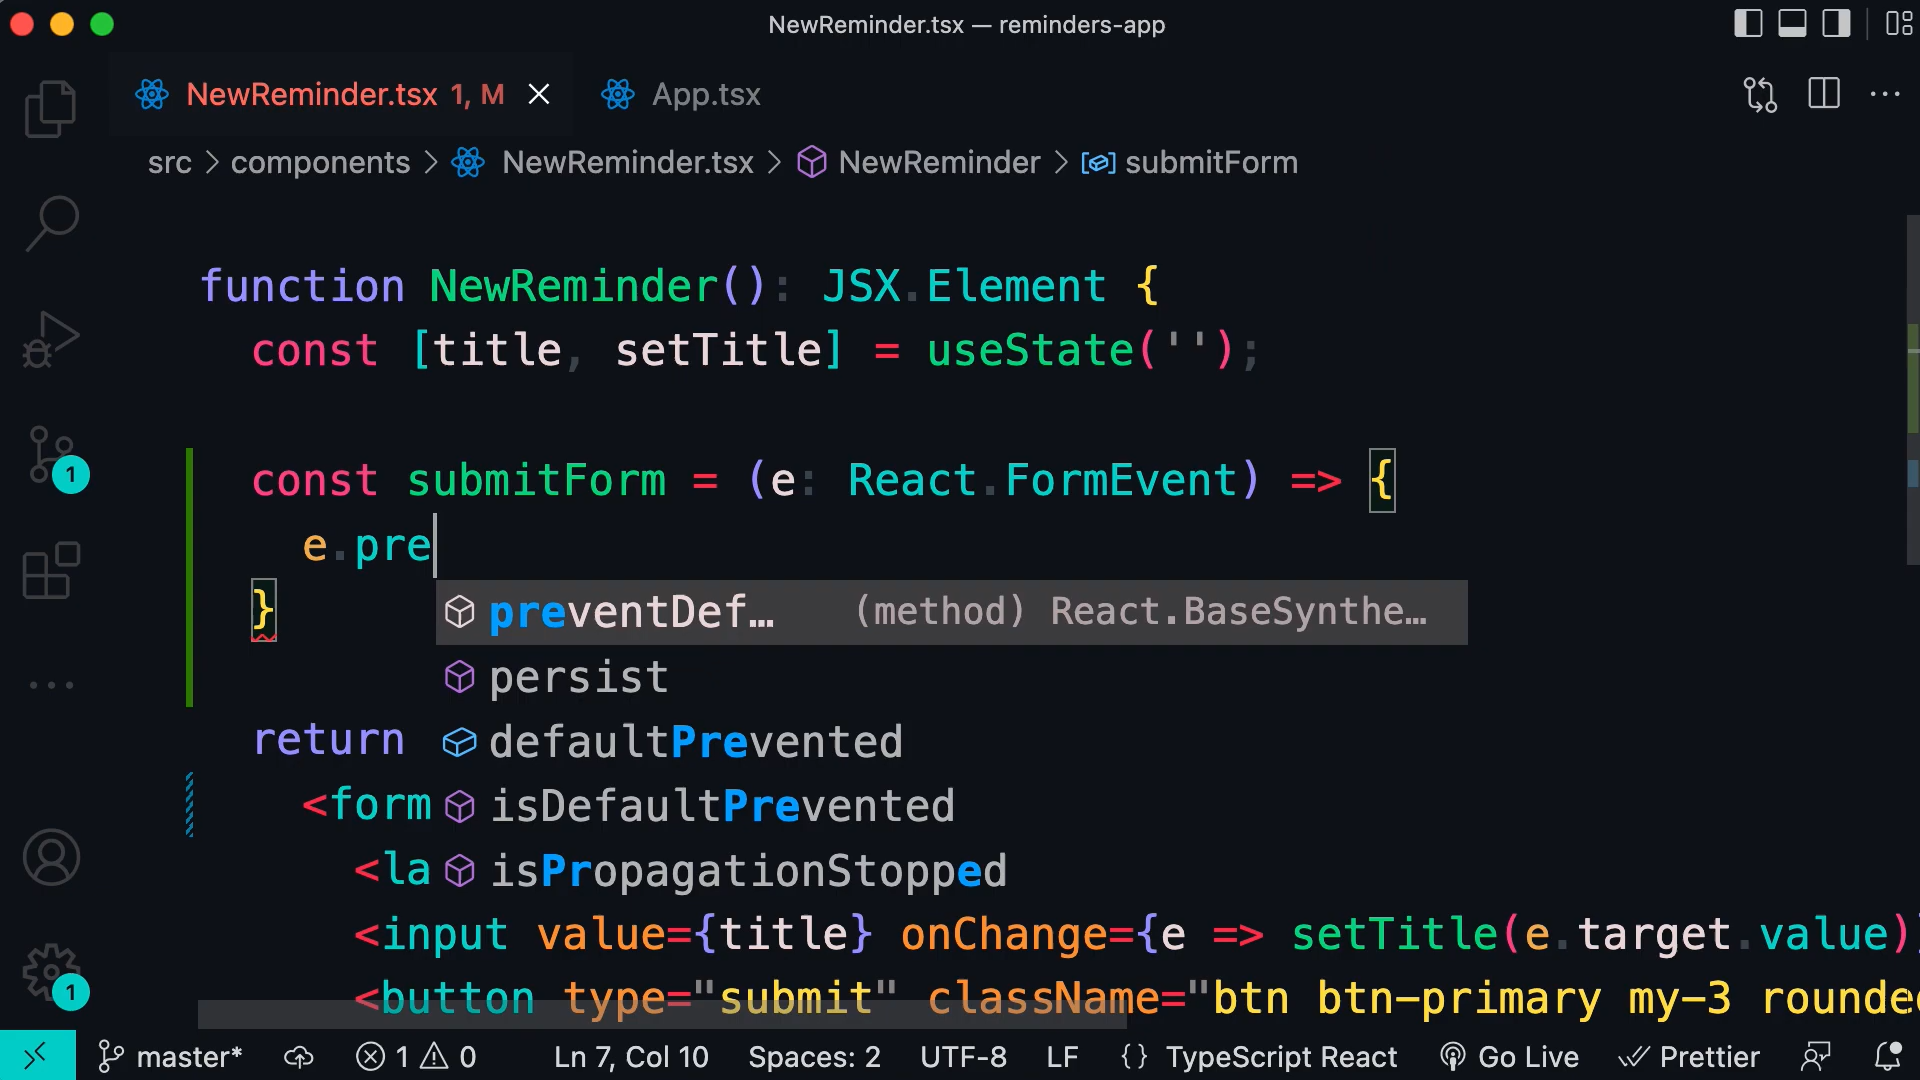 NewReminder.tsx — reminders-app
NewReminder.tsx 1, M
App.tsx
src > components > NewReminder.tsx > NewReminder > submitForm
function NewReminder(): JSX.Element {
const [title, setTitle] = useState('');
const submitForm = (e: React.FormEvent) => {
e.pre
}
preventDef… (method) React.BaseSynthe…
persist
return
defaultPrevented
<form
isDefaultPrevented
<la
isPropagationStopped
<input value={title} onChange={e => setTitle(e.target.value)}
<button type="submit" className="btn btn-primary my-3 rounde
1
1
master* 1 0 Ln 7, Col 10 Spaces: 2 UTF-8 LF {} TypeScript React Go Live Prettier